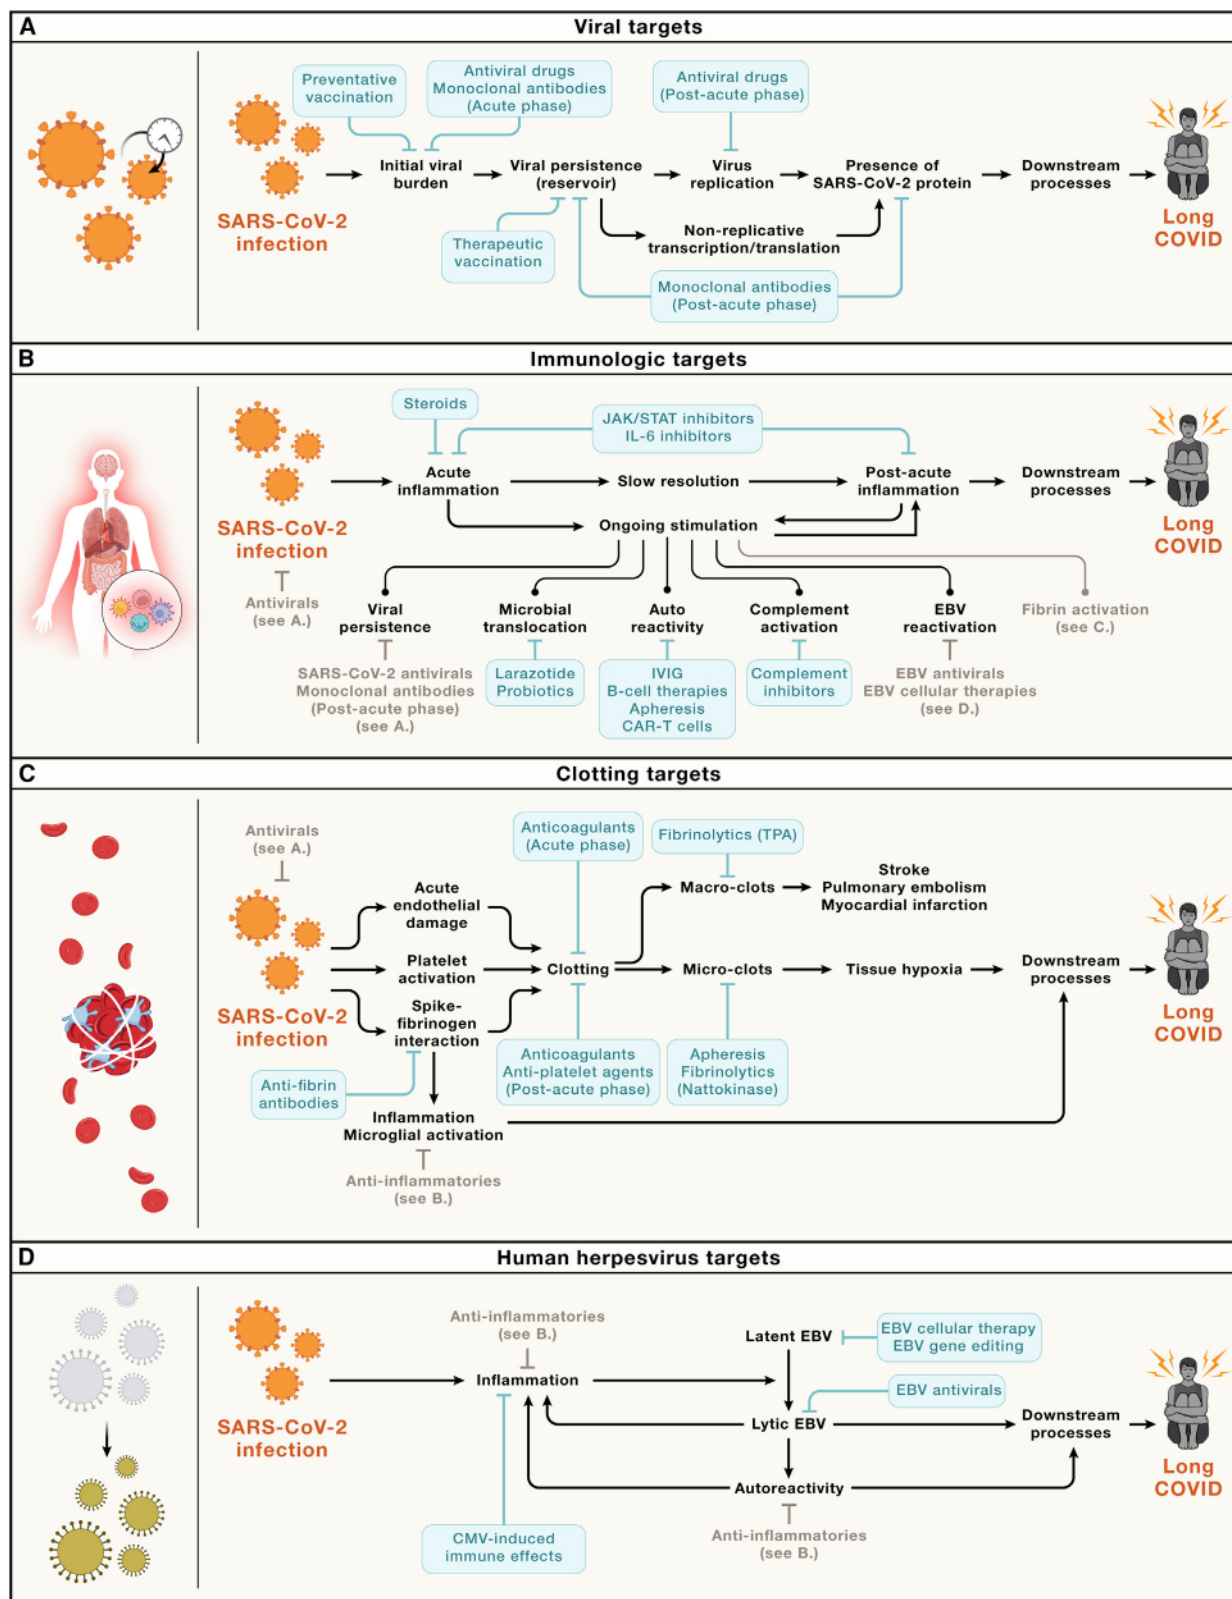 A
Viral targets
Preventative
vaccination
Antiviral drugs
Monoclonal antibodies
(Acute phase)
Antiviral drugs
(Post-acute phase)
SARS-CoV-2
infection
Initial viral
burden
Viral persistence
(reservoir)
Virus
replication
Presence of
SARS-CoV-2 protein
Downstream
processes
Long
COVID
Therapeutic
vaccination
Non-replicative
transcription/translation
Monoclonal antibodies
(Post-acute phase)
B
Immunologic targets
Steroids
JAK/STAT inhibitors
IL-6 inhibitors
SARS-CoV-2
infection
Acute
inflammation
Slow resolution
Post-acute
inflammation
Downstream
processes
Long
COVID
Ongoing stimulation
Antivirals
(see A.)
Viral
persistence
Microbial
translocation
Auto
reactivity
Complement
activation
EBV
reactivation
Fibrin activation
(see C.)
SARS-CoV-2 antivirals
Monoclonal antibodies
(Post-acute phase)
(see A.)
Larazotide
Probiotics
IVIG
B-cell therapies
Apheresis
CAR-T cells
Complement
inhibitors
EBV antivirals
EBV cellular therapies
(see D.)
C
Clotting targets
Antivirals
(see A.)
Anticoagulants
(Acute phase)
Fibrinolytics (TPA)
SARS-CoV-2
infection
Acute
endothelial
damage
Macro-clots
Stroke
Pulmonary embolism
Myocardial infarction
Platelet
activation
Clotting
Micro-clots
Tissue hypoxia
Downstream
processes
Long
COVID
Spike-
fibrinogen
interaction
Anti-fibrin
antibodies
Anticoagulants
Anti-platelet agents
(Post-acute phase)
Apheresis
Fibrinolytics
(Nattokinase)
Inflammation
Microglial activation
Anti-inflammatories
(see B.)
D
Human herpesvirus targets
Anti-inflammatories
(see B.)
Latent EBV
EBV cellular therapy
EBV gene editing
SARS-CoV-2
infection
Inflammation
EBV antivirals
Lytic EBV
Downstream
processes
Long
COVID
Autoreactivity
CMV-induced
immune effects
Anti-inflammatories
(see B.)